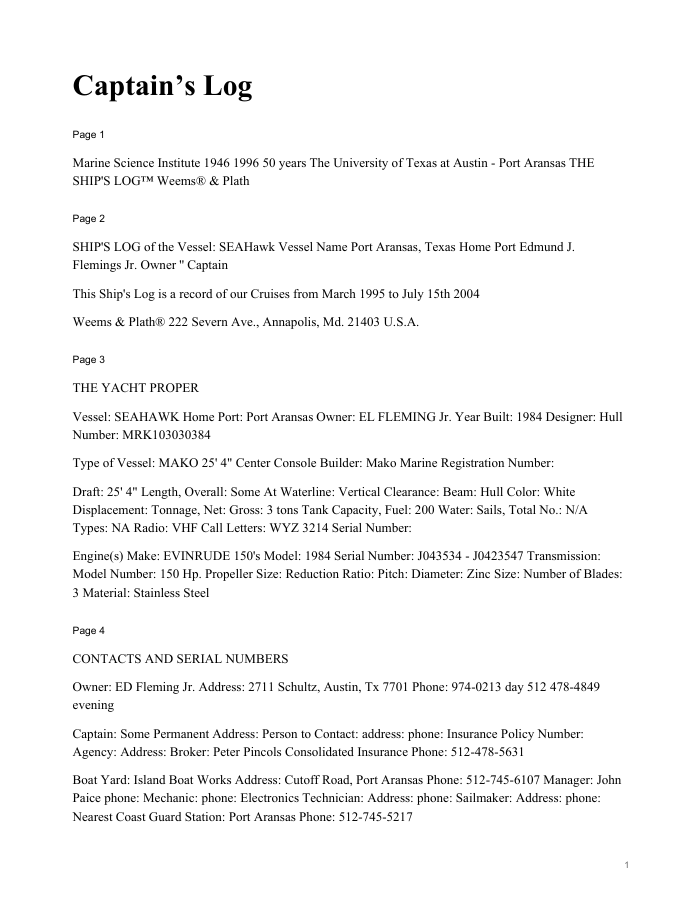 Captain’s Log
Page 1
Marine Science Institute 1946 1996 50 years The University of Texas at Austin - Port Aransas THE
SHIP'S LOG™ Weems® & Plath
Page 2
SHIP'S LOG of the Vessel: SEAHawk Vessel Name Port Aransas, Texas Home Port Edmund J.
Flemings Jr. Owner " Captain
This Ship's Log is a record of our Cruises from March 1995 to July 15th 2004
Weems & Plath® 222 Severn Ave., Annapolis, Md. 21403 U.S.A.
Page 3
THE YACHT PROPER
Vessel: SEAHAWK Home Port: Port Aransas Owner: EL FLEMING Jr. Year Built: 1984 Designer: Hull
Number: MRK103030384
Type of Vessel: MAKO 25' 4" Center Console Builder: Mako Marine Registration Number:
Draft: 25' 4" Length, Overall: Some At Waterline: Vertical Clearance: Beam: Hull Color: White
Displacement: Tonnage, Net: Gross: 3 tons Tank Capacity, Fuel: 200 Water: Sails, Total No.: N/A
Types: NA Radio: VHF Call Letters: WYZ 3214 Serial Number:
Engine(s) Make: EVINRUDE 150's Model: 1984 Serial Number: J043534 - J0423547 Transmission:
Model Number: 150 Hp. Propeller Size: Reduction Ratio: Pitch: Diameter: Zinc Size: Number of Blades:
3 Material: Stainless Steel
Page 4
CONTACTS AND SERIAL NUMBERS
Owner: ED Fleming Jr. Address: 2711 Schultz, Austin, Tx 7701 Phone: 974-0213 day 512 478-4849
evening
Captain: Some Permanent Address: Person to Contact: address: phone: Insurance Policy Number:
Agency: Address: Broker: Peter Pincols Consolidated Insurance Phone: 512-478-5631
Boat Yard: Island Boat Works Address: Cutoff Road, Port Aransas Phone: 512-745-6107 Manager: John
Paice phone: Mechanic: phone: Electronics Technician: Address: phone: Sailmaker: Address: phone:
Nearest Coast Guard Station: Port Aransas Phone: 512-745-5217
1